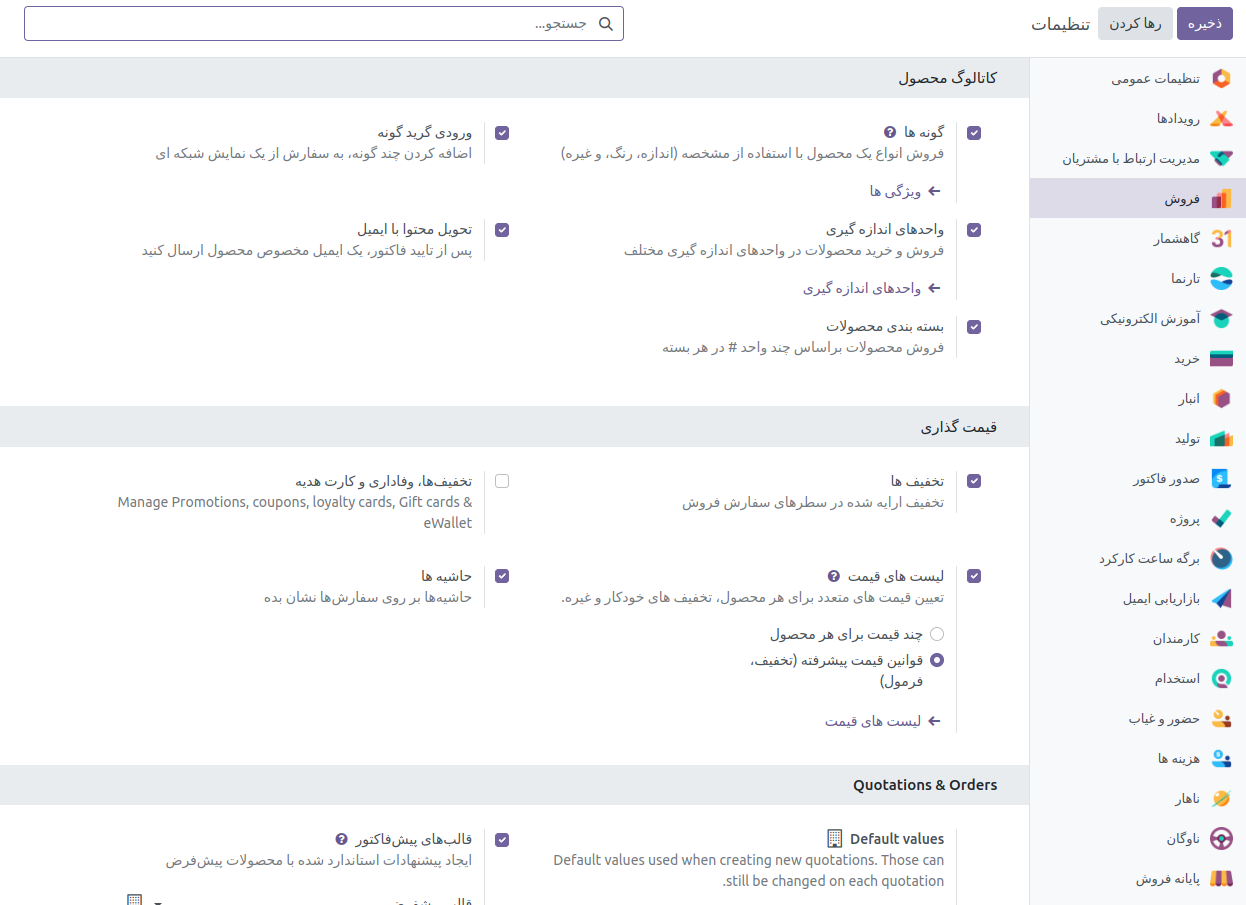 ذخیره
رها کردن
تنظیمات
جستجو...
تنظیمات عمومی
رویدادها
مدیریت ارتباط با مشتریان
فروش
31 گاهشمار
تارنما
آموزش الکترونیکی
خرید
انبار
تولید
صدور فاکتور
پروژه
برگه ساعت کارکرد
بازاریابی ایمیل
کارمندان
استخدام
حضور و غیاب
هزینه ها
ناهار
ناوگان
پایانه فروش
کاتالوگ محصول
گونه ها
فروش انواع یک محصول با استفاده از مشخصه (اندازه، رنگ، و غیره)
ویژگی ها
ورودی گرید گونه
اضافه کردن چند گونه، به سفارش از یک نمایش شبکه ای
واحدهای اندازه گیری
فروش و خرید محصولات در واحدهای اندازه گیری مختلف
واحدهای اندازه گیری
تحویل محتوا با ایمیل
پس از تایید فاکتور، یک ایمیل مخصوص محصول ارسال کنید
بسته بندی محصولات
فروش محصولات براساس چند واحد # در هر بسته
قیمت گذاری
تخفیف ها
تخفیف ارایه شده در سطرهای سفارش فروش
تخفیف‌ها، وفاداری و کارت هدیه
Manage Promotions, coupons, loyalty cards, Gift cards &
eWallet
لیست های قیمت
تعیین قیمت های متعدد برای هر محصول، تخفیف های خودکار و غیره.
چند قیمت برای هر محصول
قوانین قیمت پیشرفته (تخفیف،
فرمول)
لیست های قیمت
حاشیه ها
حاشیه‌ها بر روی سفارش‌ها نشان بده
Quotations & Orders
Default values
Default values used when creating new quotations. Those can
still be changed on each quotation.
قالب‌های پیش‌فاکتور
ایجاد پیشنهادات استاندارد شده با محصولات پیش‌فرض